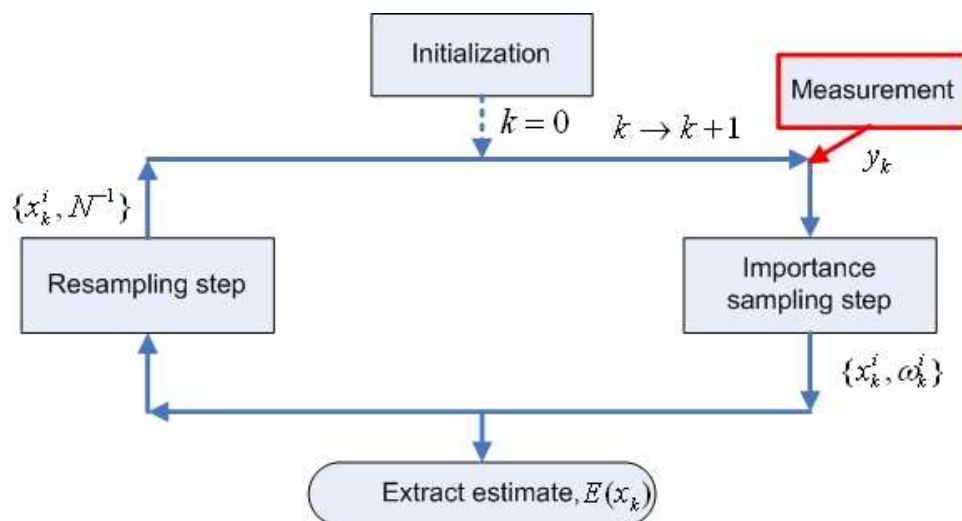 Initialization
Measurement
k = 0
k → k + 1
y_k
{x_k^i, N^{-1}}
Resampling step
Importance
sampling step
{x_k^i, ω_k^i}
Extract estimate, E(x_k)